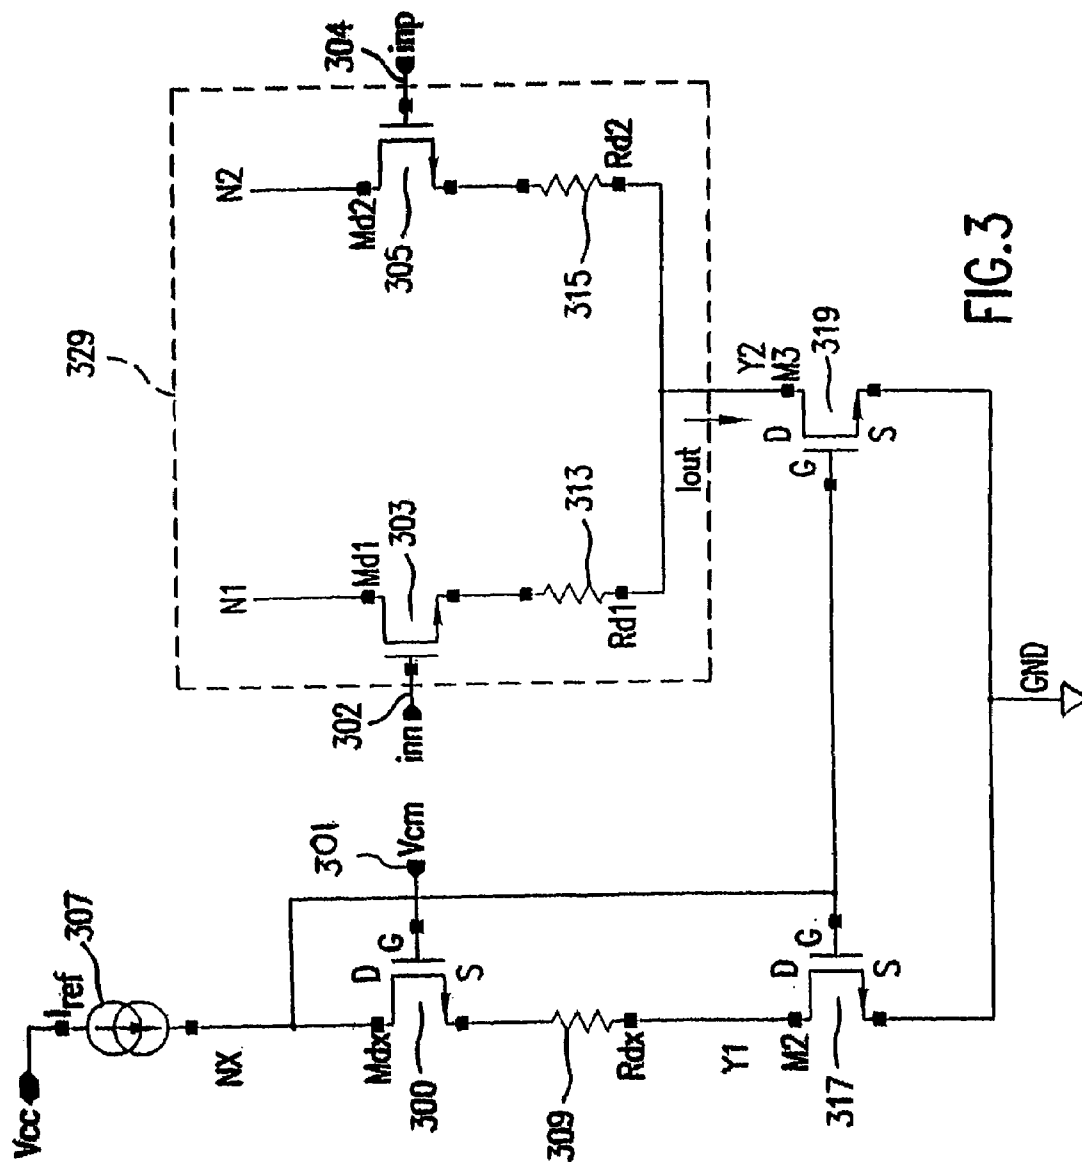 329
N1
N2
304
inp
Md1
303
Md2
305
302
inn
313
315
Rd1
Rd2
Iout
Y2
M3
D
G
S
319
Vcc
Iref
307
NX
301
Vcm
Mdx
D
G
S
300
309
Rdx
Y1
M2
D
G
S
317
GND
FIG.3